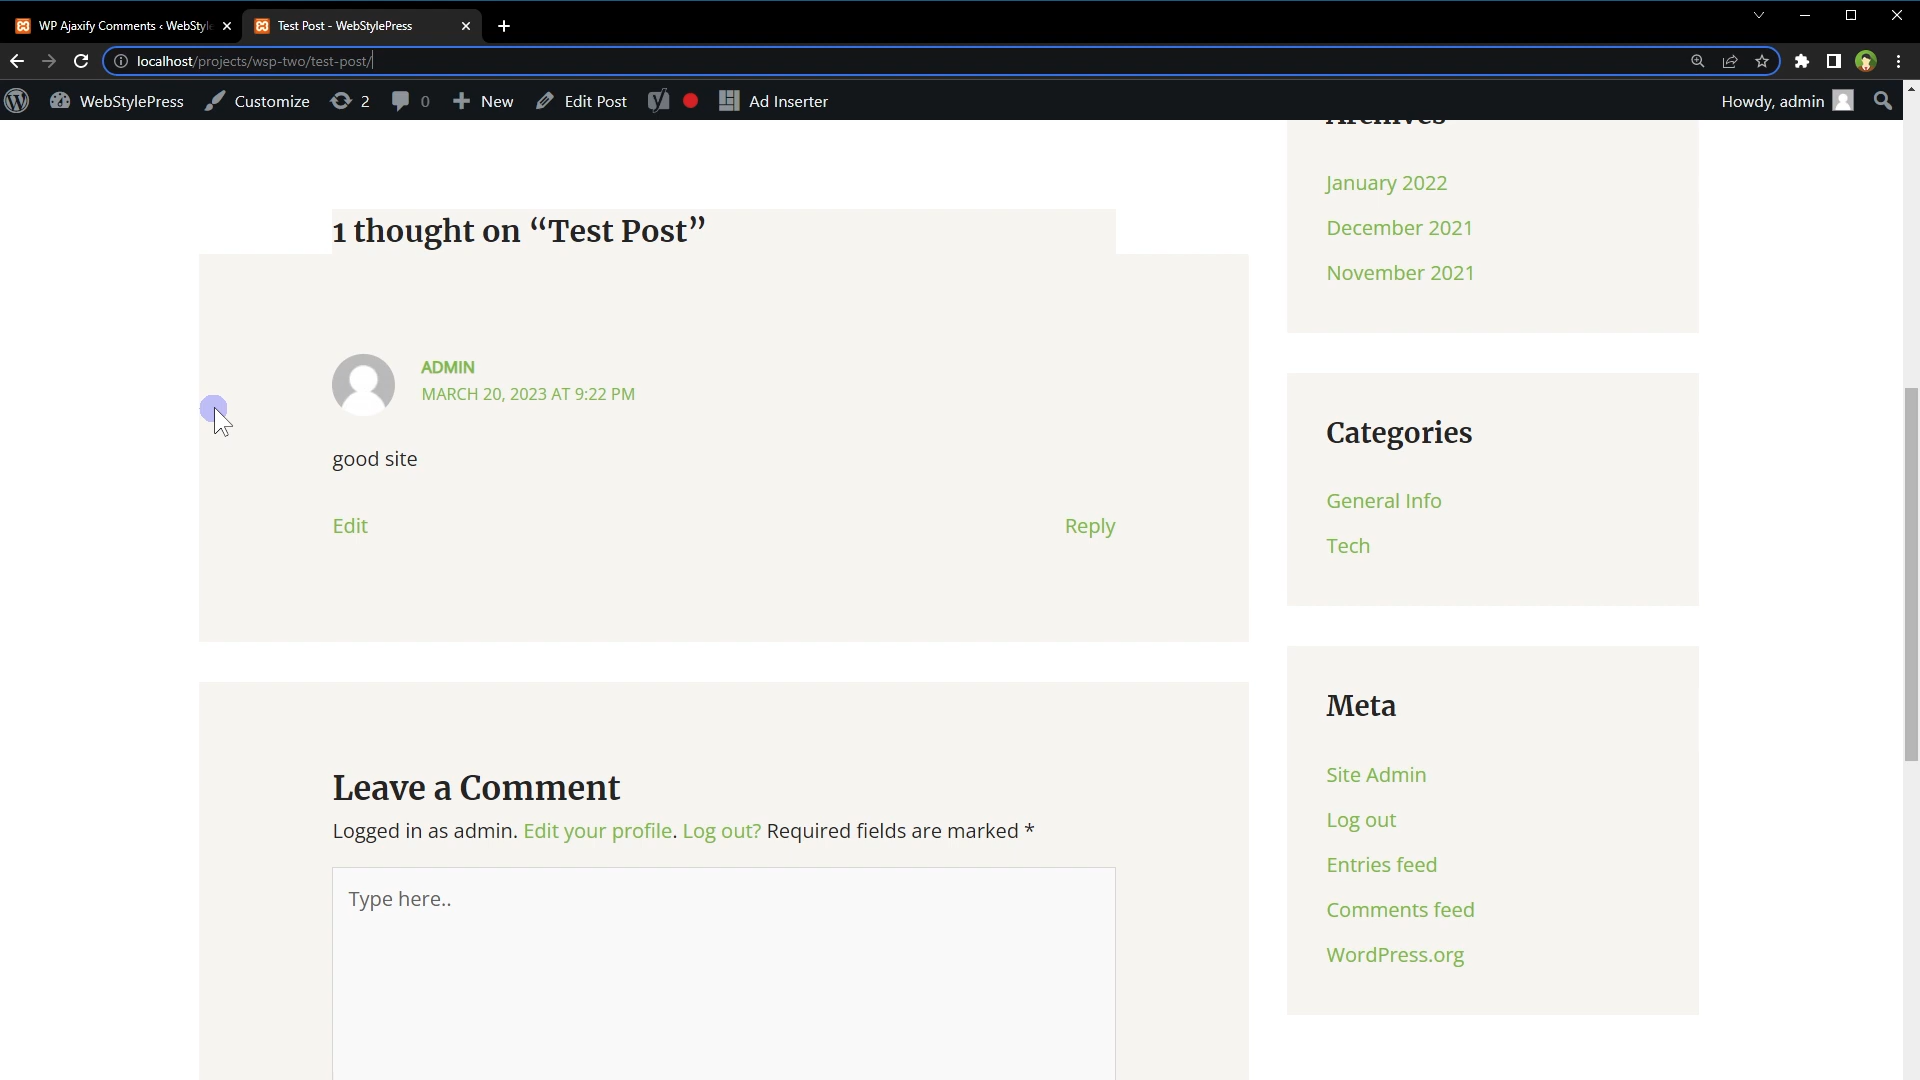 WP Ajaxify Comments ‹ WebStyle
Test Post - WebStylePress
localhost/projects/wsp-two/test-post/
WebStylePress
Customize
2
0
New
Edit Post
Ad Inserter
Howdy, admin
Archives
January 2022
December 2021
November 2021
1 thought on “Test Post”
ADMIN
MARCH 20, 2023 AT 9:22 PM
good site
Edit
Reply
Categories
General Info
Tech
Leave a Comment
Logged in as admin. Edit your profile. Log out? Required fields are marked *
Type here..
Meta
Site Admin
Log out
Entries feed
Comments feed
WordPress.org